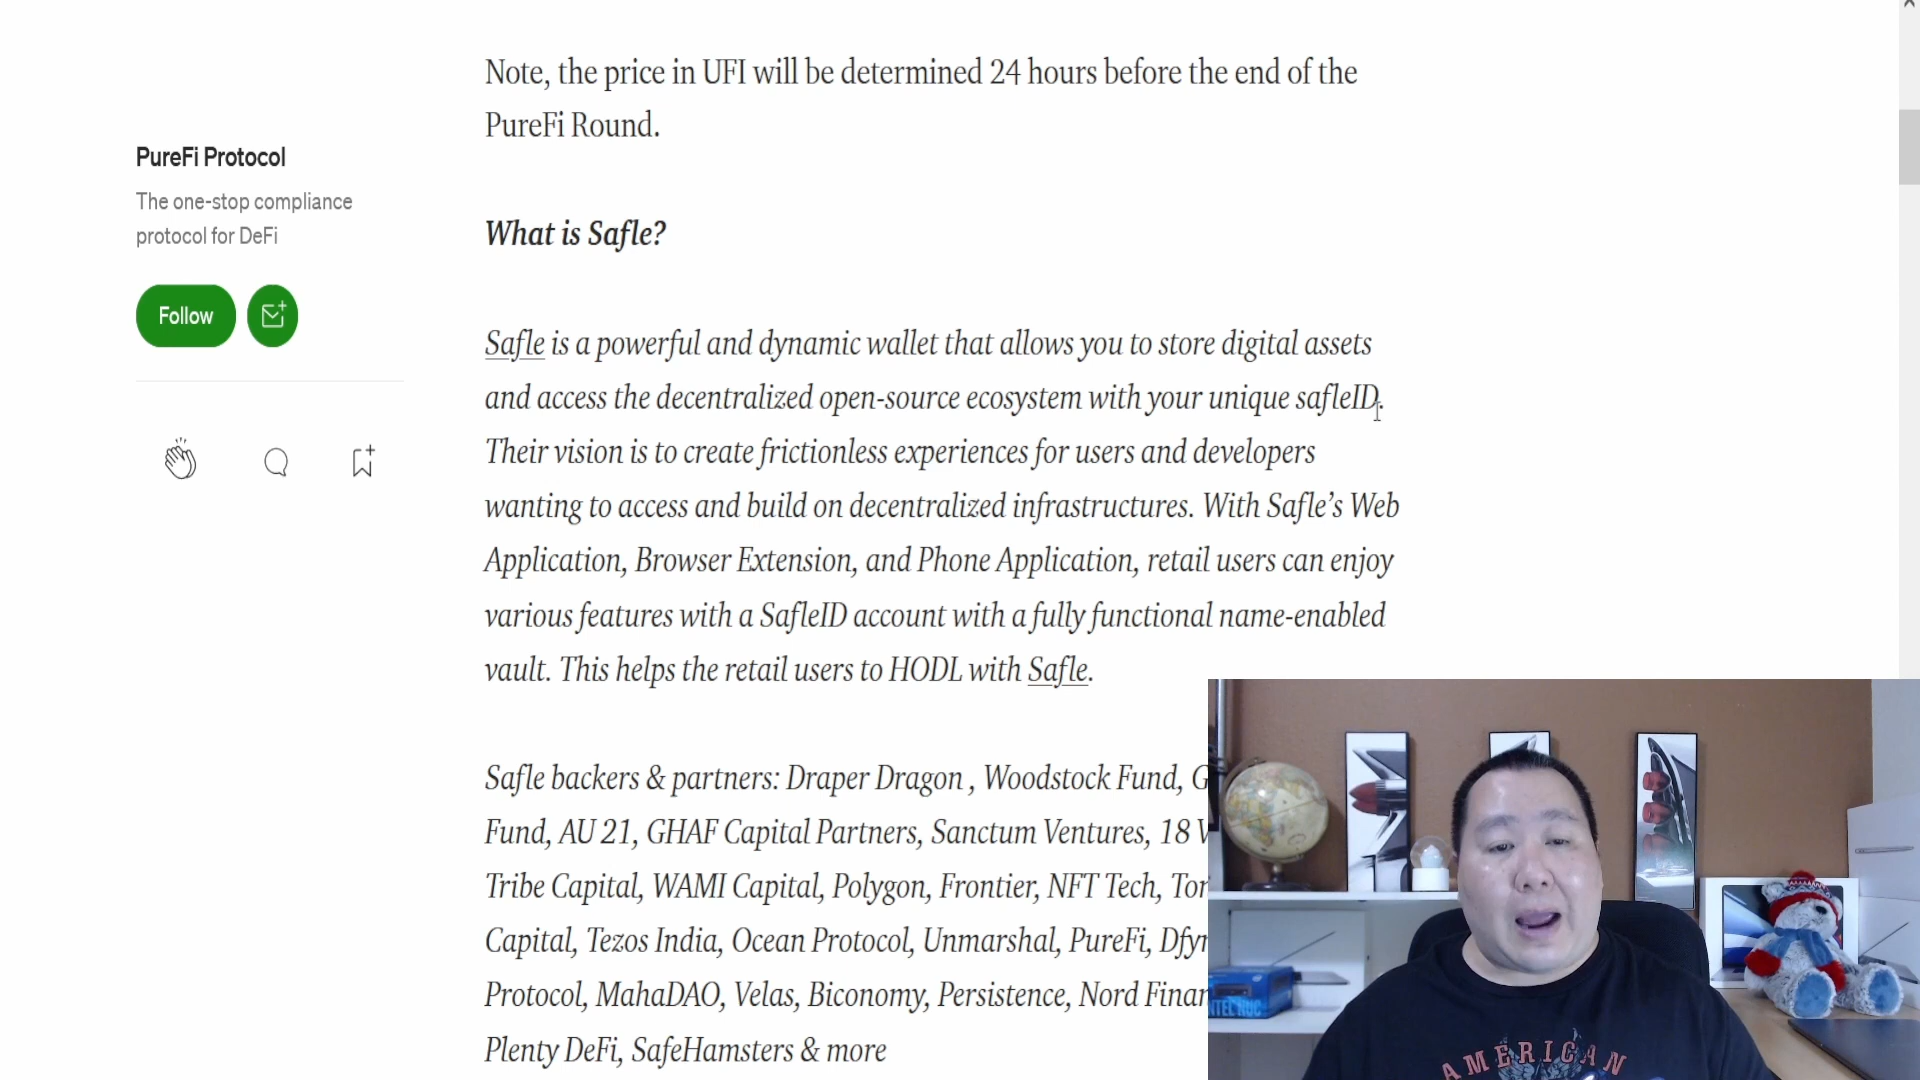 Note, the price in UFI will be determined 24 hours before the end of the
PureFi Round.
PureFi Protocol
The one-stop compliance
protocol for DeFi
Follow
What is Safle?
Safle is a powerful and dynamic wallet that allows you to store digital assets
and access the decentralized open-source ecosystem with your unique safleID.
Their vision is to create frictionless experiences for users and developers
wanting to access and build on decentralized infrastructures. With Safle’s Web
Application, Browser Extension, and Phone Application, retail users can enjoy
various features with a SafleID account with a fully functional name-enabled
vault. This helps the retail users to HODL with Safle.
Safle backers & partners: Draper Dragon , Woodstock Fund, G
Fund, AU 21, GHAF Capital Partners, Sanctum Ventures, 18
Tribe Capital, WAMI Capital, Polygon, Frontier, NFT Tech,
Capital, Tezos India, Ocean Protocol, Unmarshal, PureFi,
Protocol, MahaDAO, Velas, Biconomy, Persistence, Nord
Plenty DeFi, SafeHamsters & more
INTEL NUC
AMERICAN